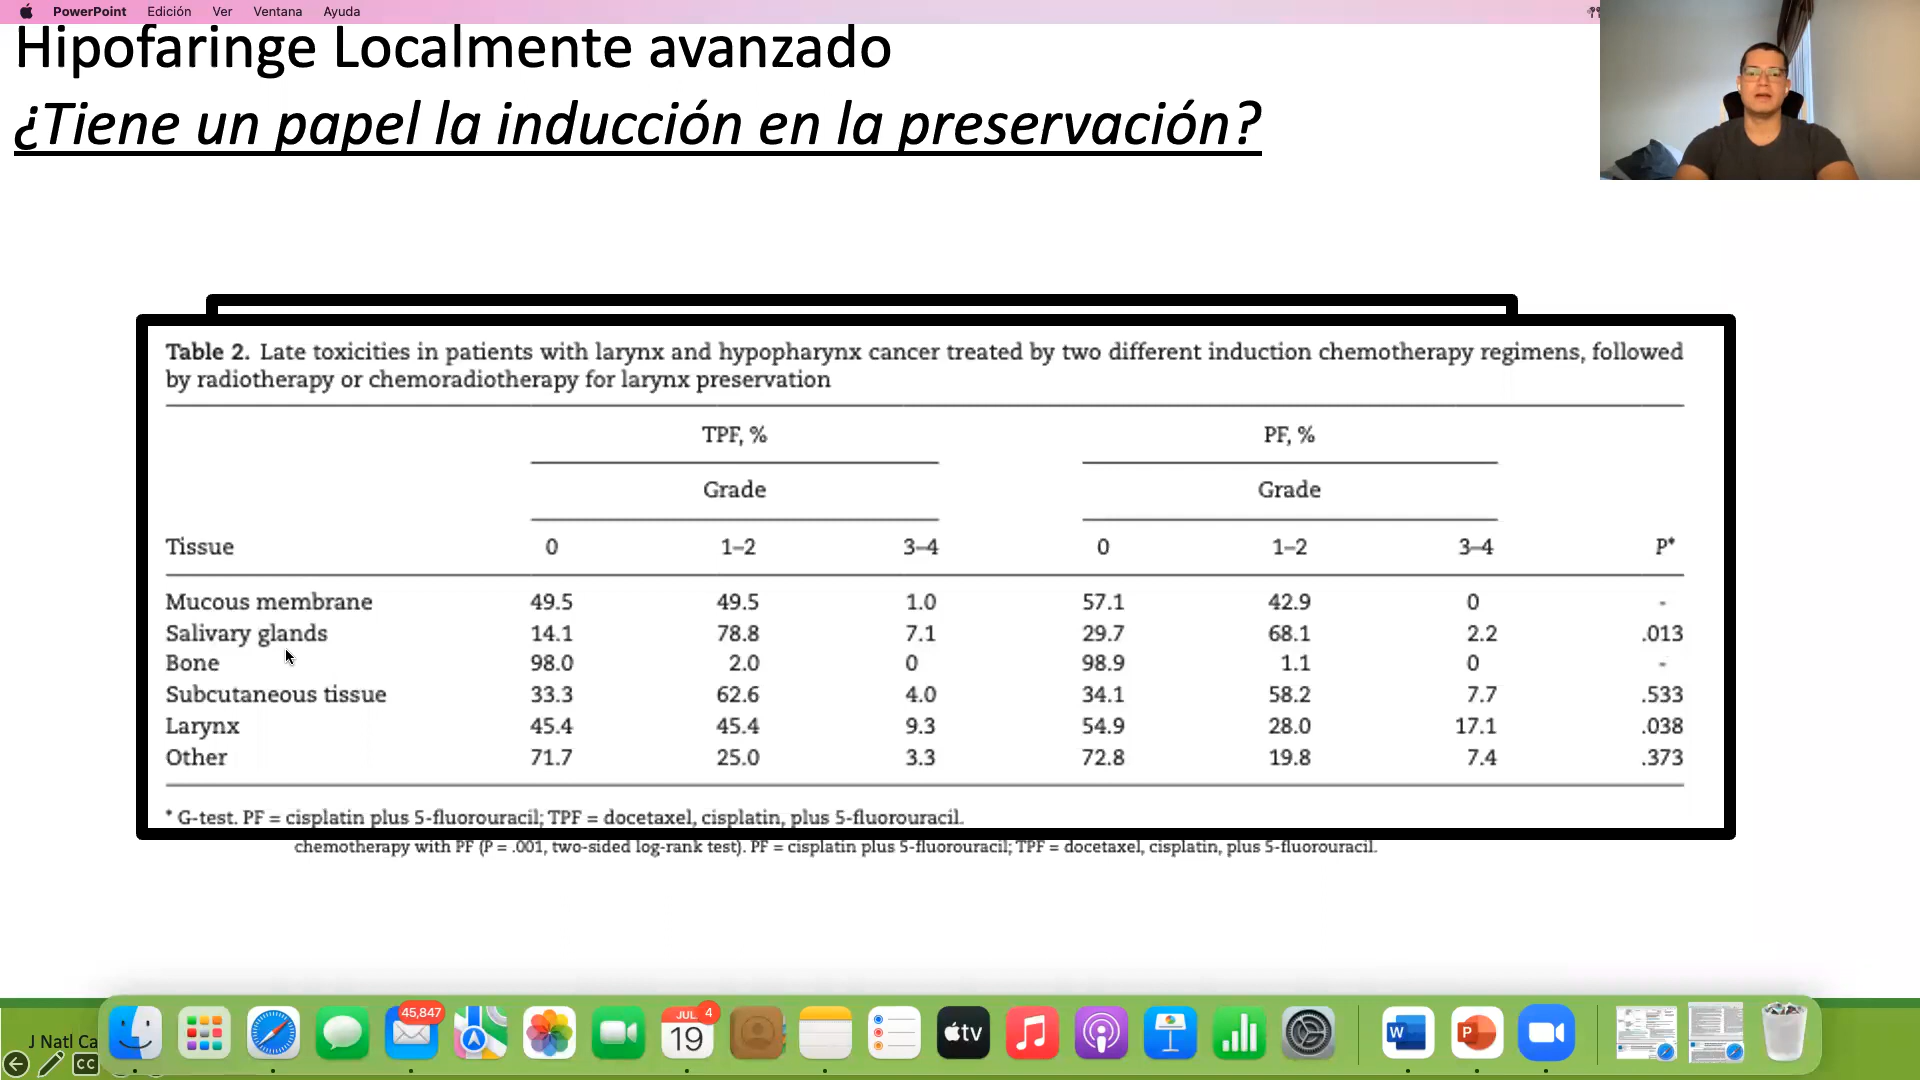 PowerPoint Edición Ver Ventana Ayuda
Hipofaringe Localmente avanzado
¿Tiene un papel la inducción en la preservación?
Table 2. Late toxicities in patients with larynx and hypopharynx cancer treated by two different induction chemotherapy regimens, followed
by radiotherapy or chemoradiotherapy for larynx preservation
TPF, % PF, %
Grade Grade
Tissue 0 1–2 3–4 0 1–2 3–4 P*
Mucous membrane 49.5 49.5 1.0 57.1 42.9 0 -
Salivary glands 14.1 78.8 7.1 29.7 68.1 2.2 .013
Bone 98.0 2.0 0 98.9 1.1 0 -
Subcutaneous tissue 33.3 62.6 4.0 34.1 58.2 7.7 .533
Larynx 45.4 45.4 9.3 54.9 28.0 17.1 .038
Other 71.7 25.0 3.3 72.8 19.8 7.4 .373
* G-test. PF = cisplatin plus 5-fluorouracil; TPF = docetaxel, cisplatin, plus 5-fluorouracil.
chemotherapy with PF (P = .001, two-sided log-rank test). PF = cisplatin plus 5-fluorouracil; TPF = docetaxel, cisplatin, plus 5-fluorouracil.
45,847
JUL 4
19
tv
W
P
J Natl Ca
CC